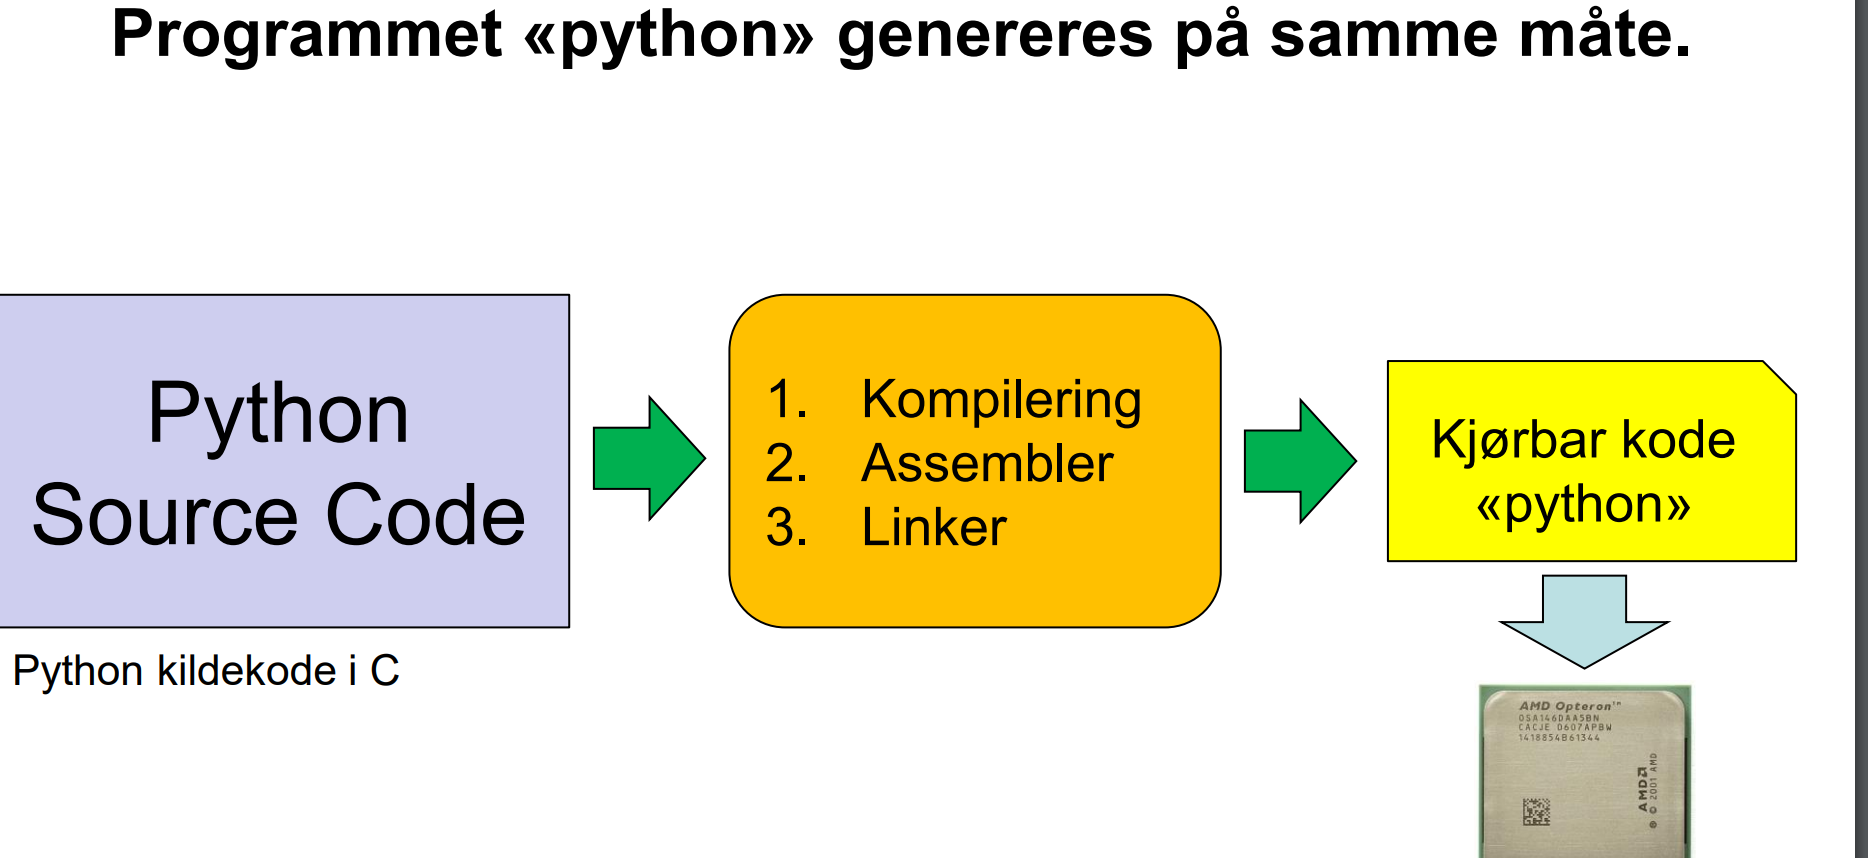 Programmet «python» genereres på samme måte.
Python
Source Code
1. Kompilering
2. Assembler
3. Linker
Kjørbar kode
«python»
Python kildekode i C
AMD Opteron™
OSA146DAA5BN
CACJE 0607APBW
1418854B61344
AMD
© 2001 AMD